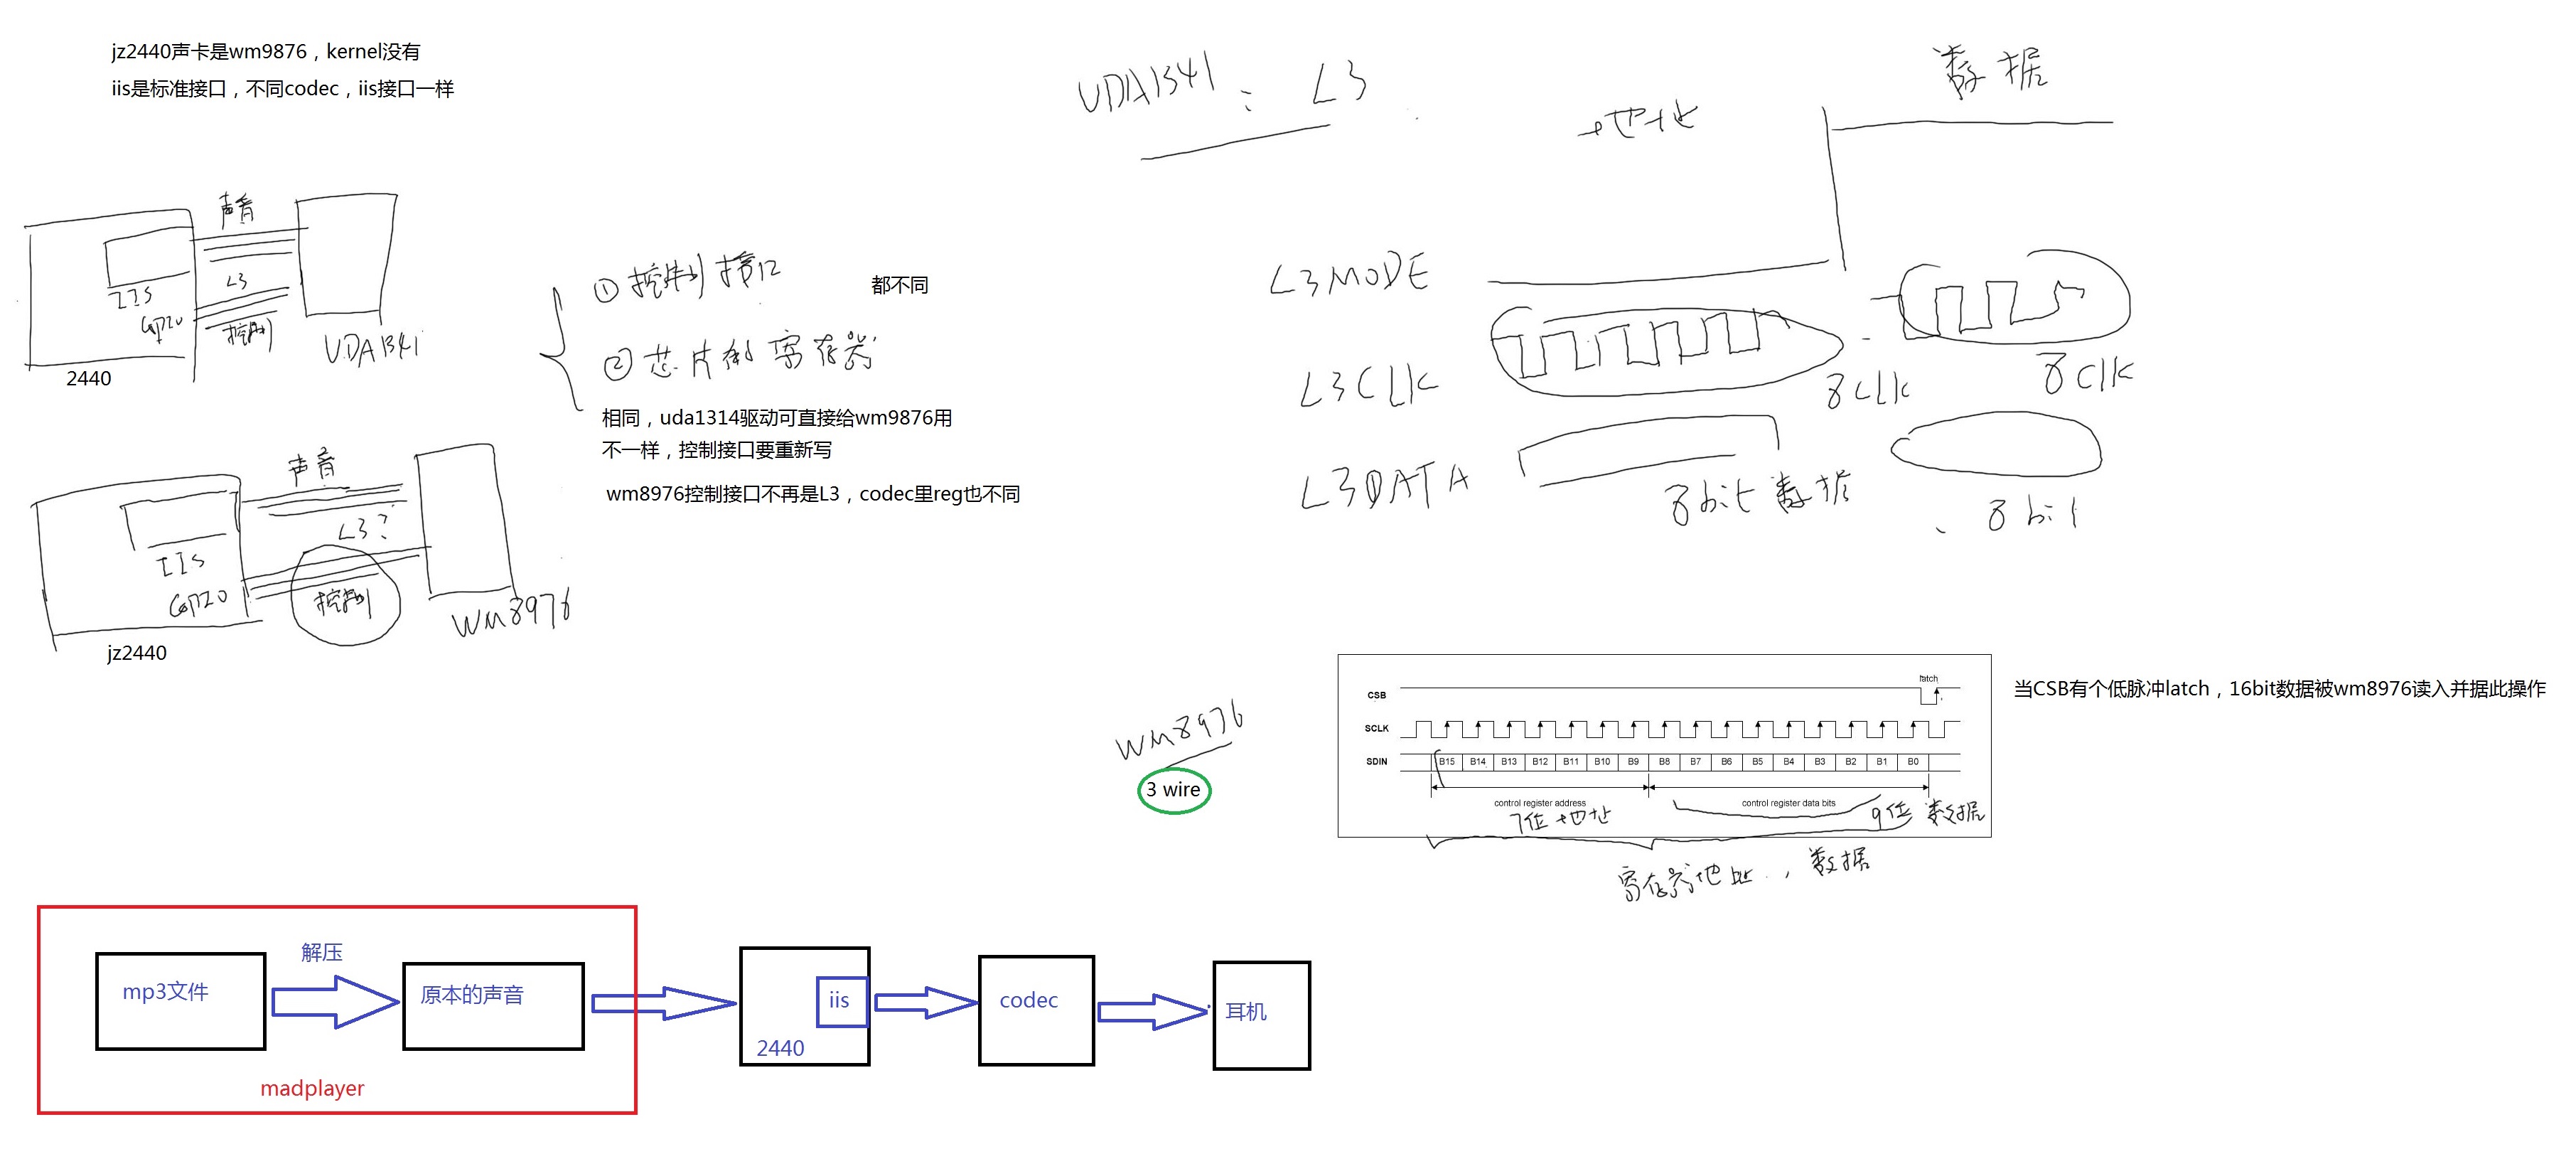 jz2440声卡是wm9876，kernel没有
iis是标准接口，不同codec，iis接口一样
声音
IIS
L3
GPIO
控制
UDA1341
2440
① 控制接口
都不同
② 芯片和寄存器
相同，uda1314驱动可直接给wm9876用
不一样，控制接口要重新写
wm8976控制接口不再是L3，codec里reg也不同
声音
IIS
L3?
GPIO
控制
WM8976
jz2440
UDA1341 : L3
地址
数据
L3MODE
L3CLK
8clk
8clk
L3DATA
8bit数据
8bit
WM8976
3 wire
latch
CSB
SCLK
SDIN
B15 B14 B13 B12 B11 B10 B9 B8 B7 B6 B5 B4 B3 B2 B1 B0
control register address
control register data bits
7位地址
9位数据
寄存器地址，数据
当CSB有个低脉冲latch，16bit数据被wm8976读入并据此操作
mp3文件
解压
原本的声音
madplayer
iis
2440
codec
耳机